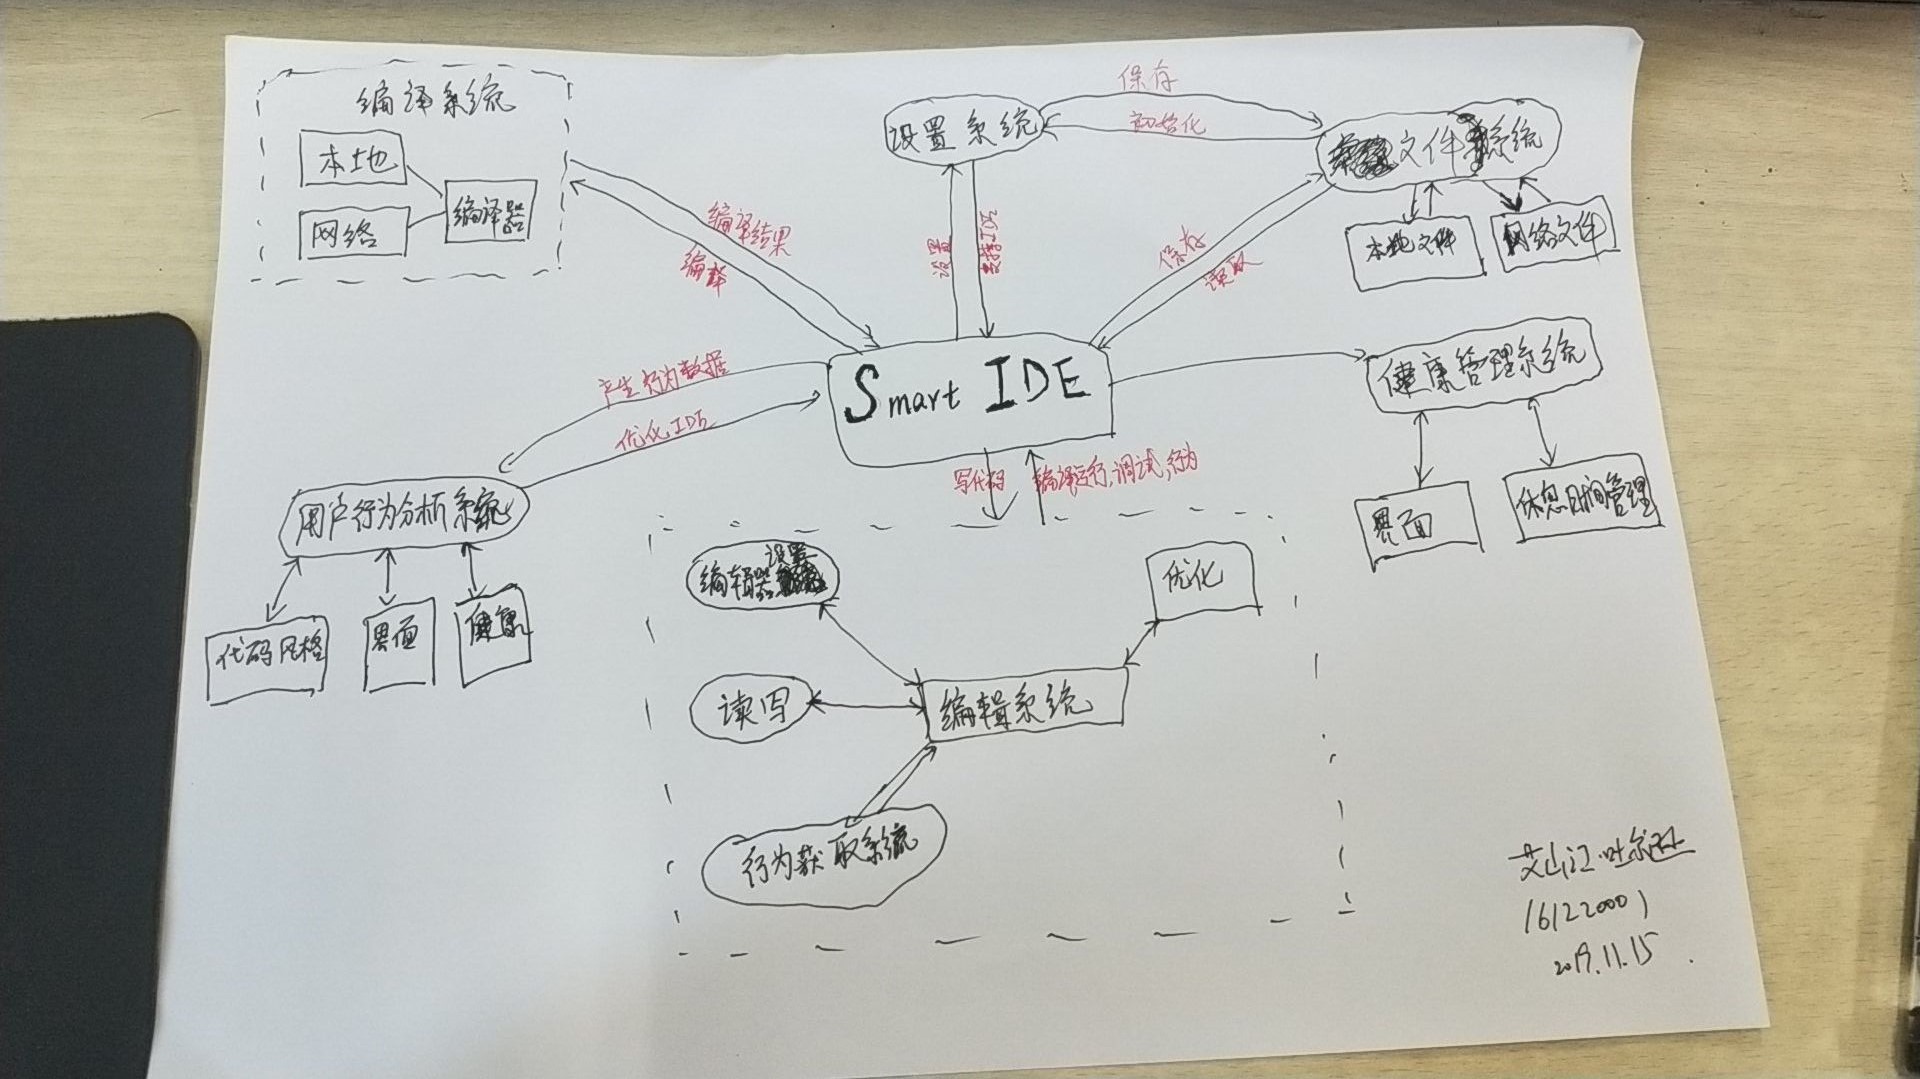 编译系统
本地
网络
编译器
编译结果
编译
设置系统
保存
初始化
文件系统
本地文件
网络文件
设置
支持IDE
保存
读取
Smart IDE
健康管理系统
界面
休息时间管理
产生行为数据
优化IDE
用户行为分析系统
代码风格
界面
健康
写代码
编译运行,调试,行为
编辑器设置
优化
读写
编辑系统
行为获取系统
艾山江·吐尔逊
16122000
2019.11.15